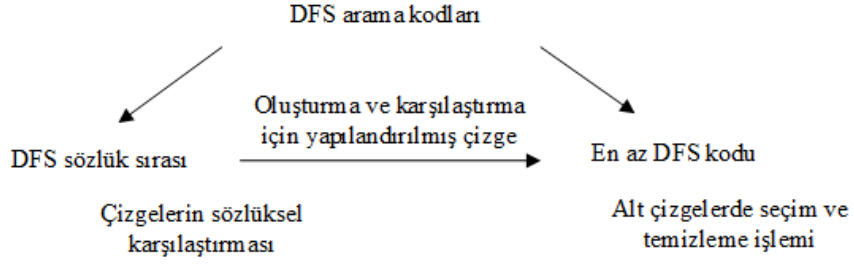 DFS arama kodları
Oluşturma ve karşılaştırma
için yapılandırılmış çizge
DFS sözlük sırası
En az DFS kodu
Çizgelerin sözlüksel
karşılaştırması
Alt çizgelerde seçim ve
temizleme işlemi